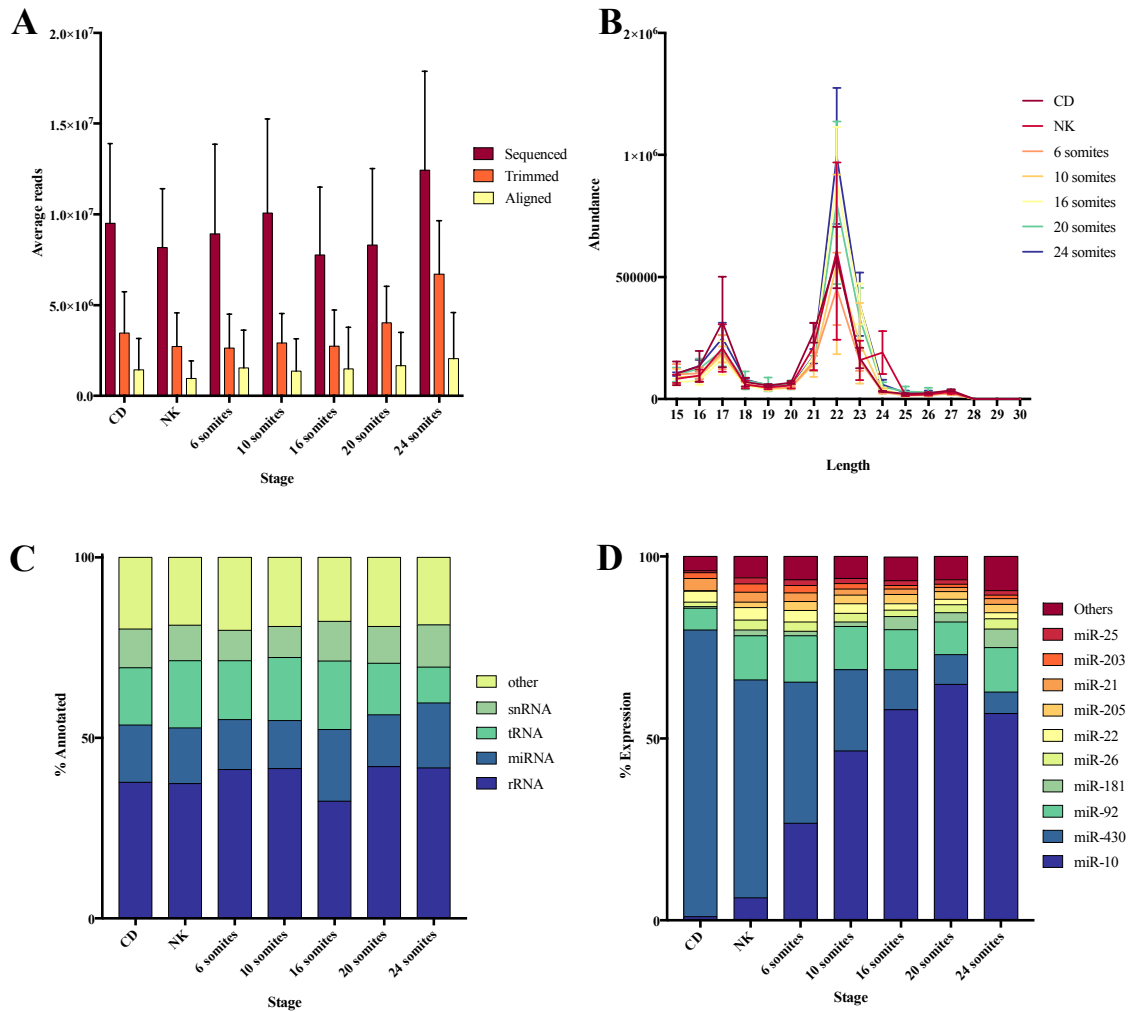 A
2.0×10⁷
1.5×10⁷
1.0×10⁷
5.0×10⁶
0.0
Average reads
CD
NK
6 somites
10 somites
16 somites
20 somites
24 somites
Stage
Sequenced
Trimmed
Aligned
B
2×10⁶
1×10⁶
500000
0
Abundance
15 16 17 18 19 20 21 22 23 24 25 26 27 28 29 30
Length
CD
NK
6 somites
10 somites
16 somites
20 somites
24 somites
C
100
50
0
% Annotated
CD
NK
6 somites
10 somites
16 somites
20 somites
24 somites
Stage
other
snRNA
tRNA
miRNA
rRNA
D
100
50
0
% Expression
CD
NK
6 somites
10 somites
16 somites
20 somites
24 somites
Stage
Others
miR-25
miR-203
miR-21
miR-205
miR-22
miR-26
miR-181
miR-92
miR-430
miR-10